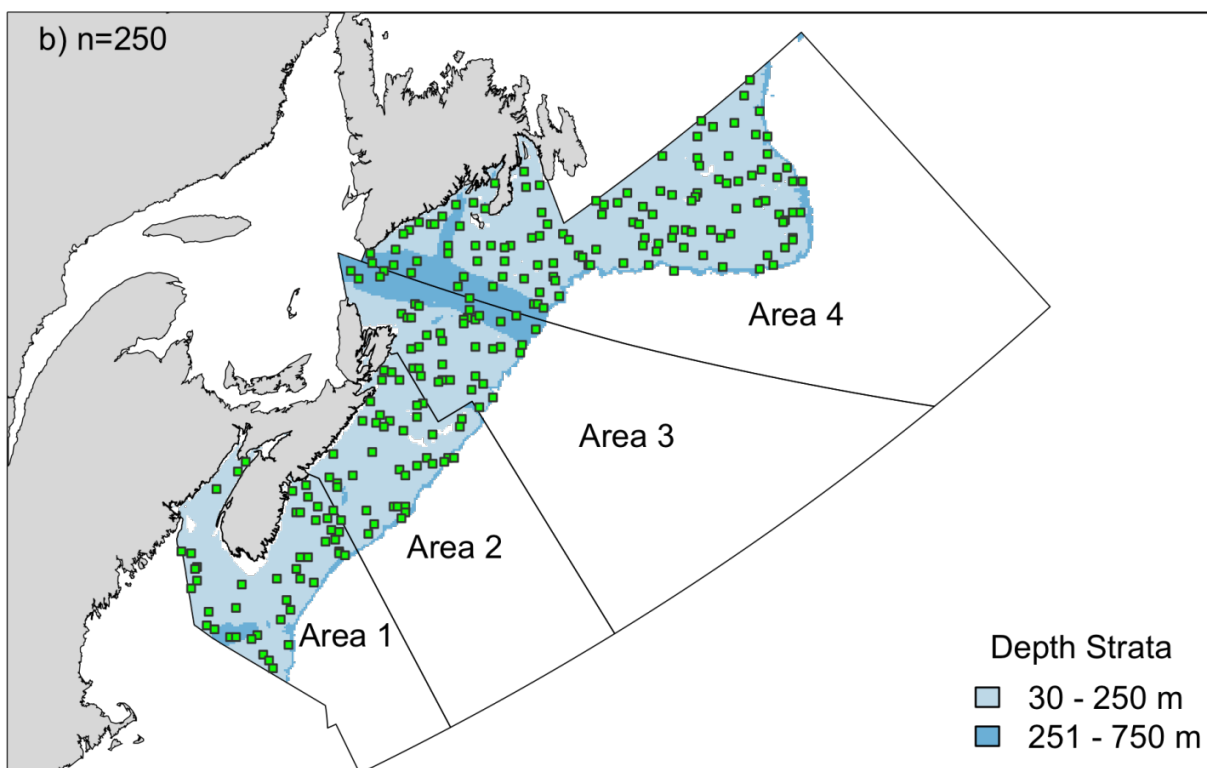 b) n=250
Area 4
Area 3
Area 2
Area 1
Depth Strata
30 - 250 m
251 - 750 m